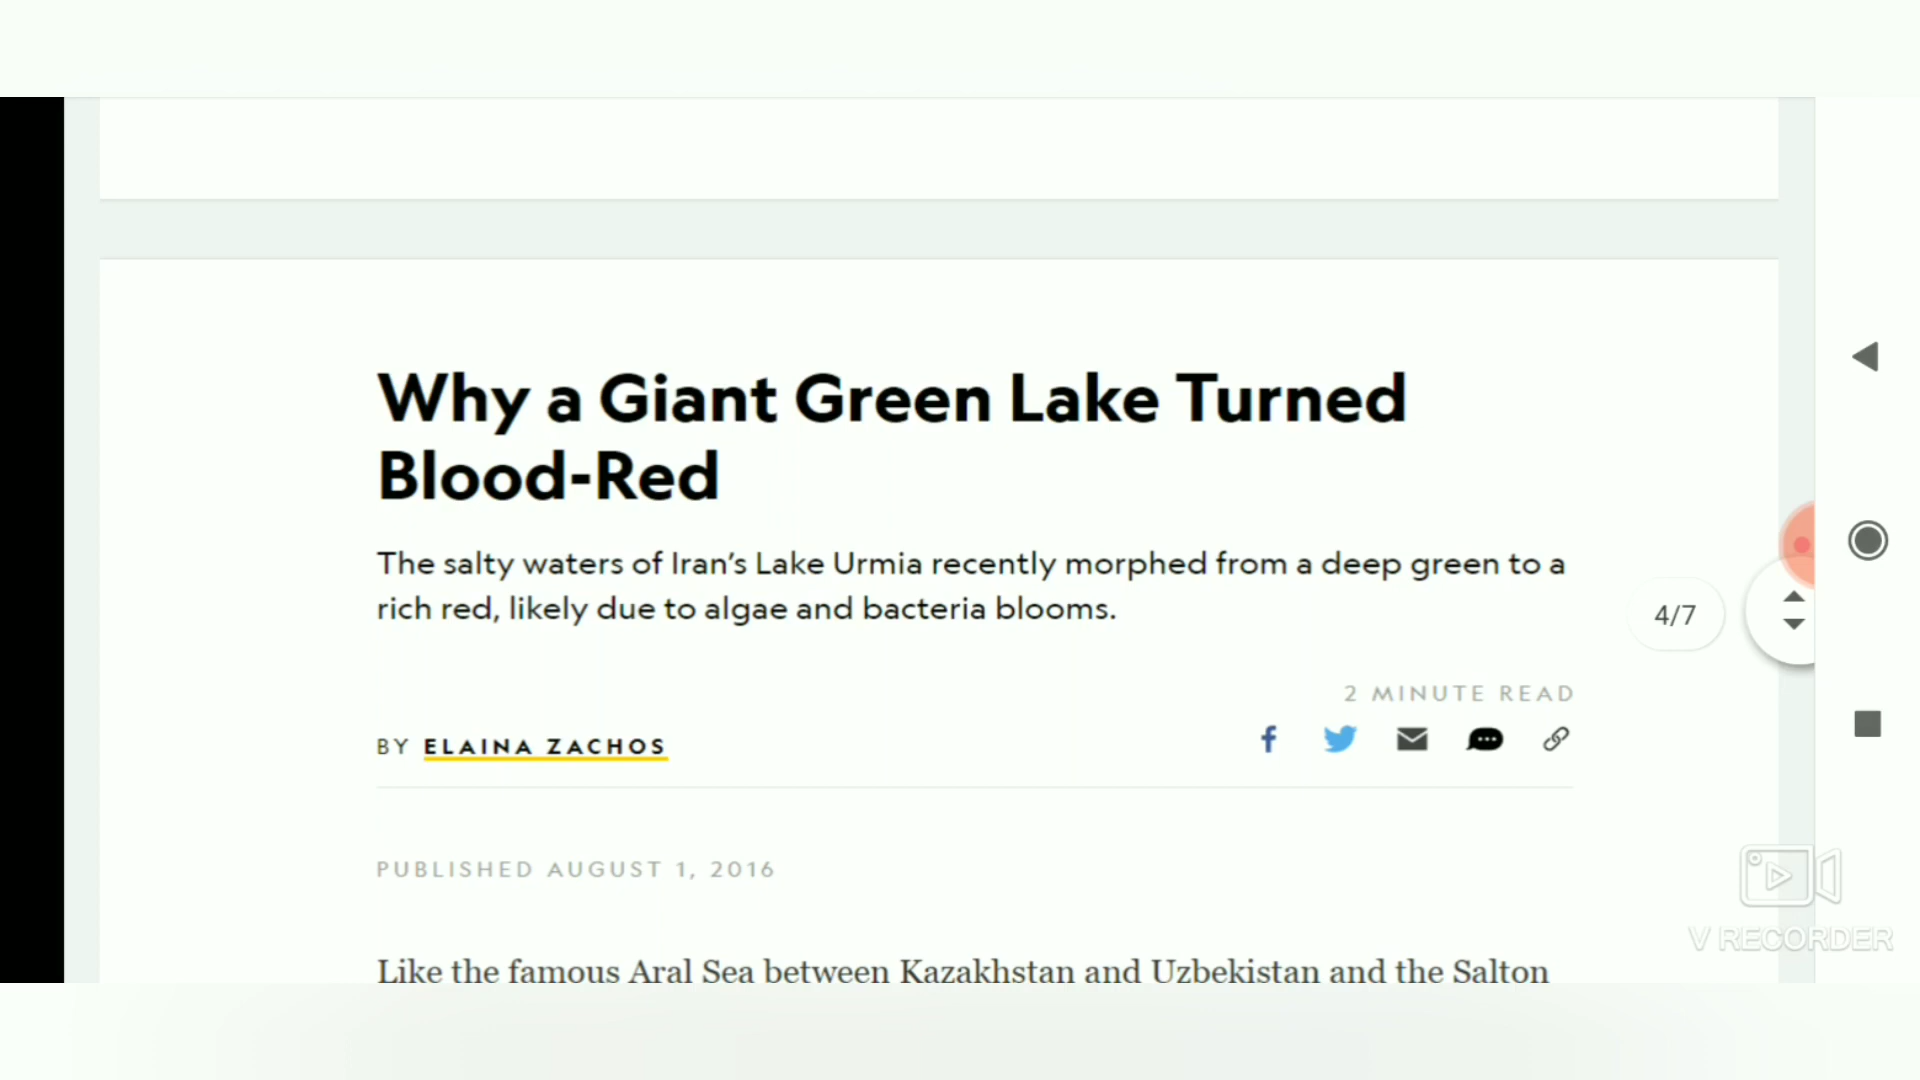 Why a Giant Green Lake Turned
Blood-Red
The salty waters of Iran's Lake Urmia recently morphed from a deep green to a
rich red, likely due to algae and bacteria blooms.
4/7
2 MINUTE READ
BY ELAINA ZACHOS
PUBLISHED AUGUST 1, 2016
V RECORDER
Like the famous Aral Sea between Kazakhstan and Uzbekistan and the Salton